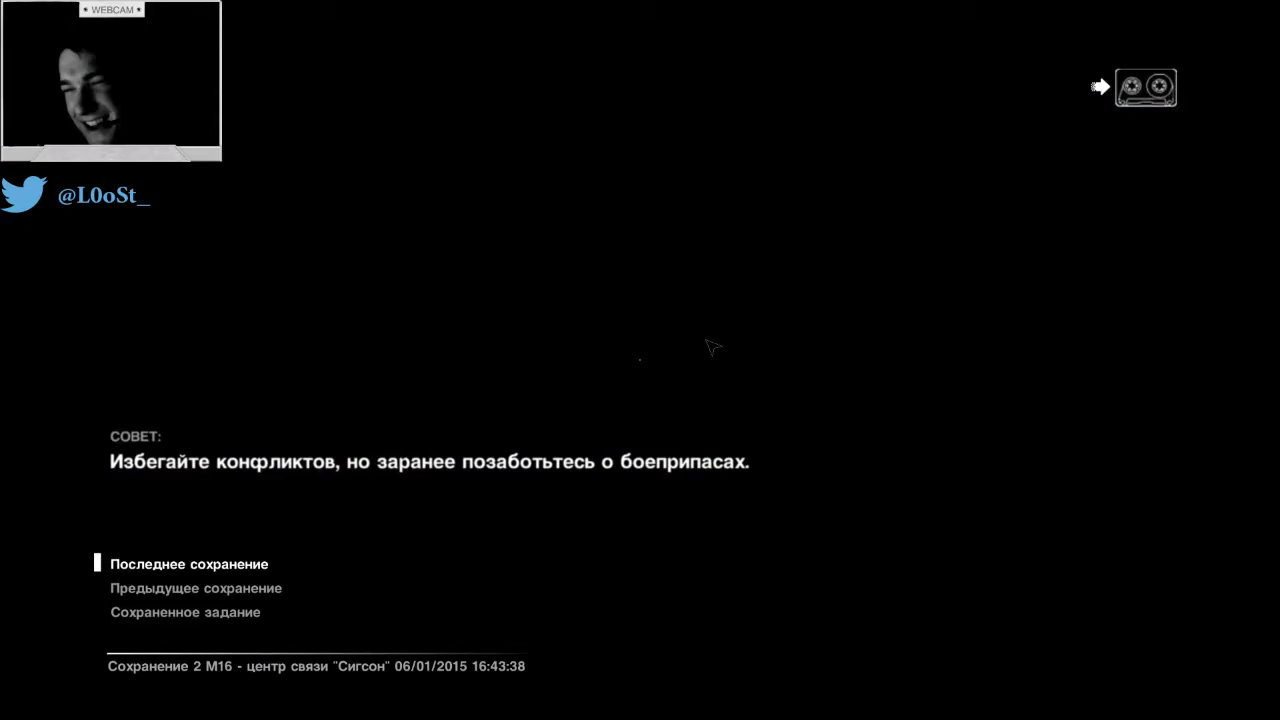 * WEBCAM *
@L0oSt_
СОВЕТ:
Избегайте конфликтов, но заранее позаботьтесь о боеприпасах.
Последнее сохранение
Предыдущее сохранение
Сохраненное задание
Сохранение 2 М16 - центр связи "Сигсон" 06/01/2015 16:43:38